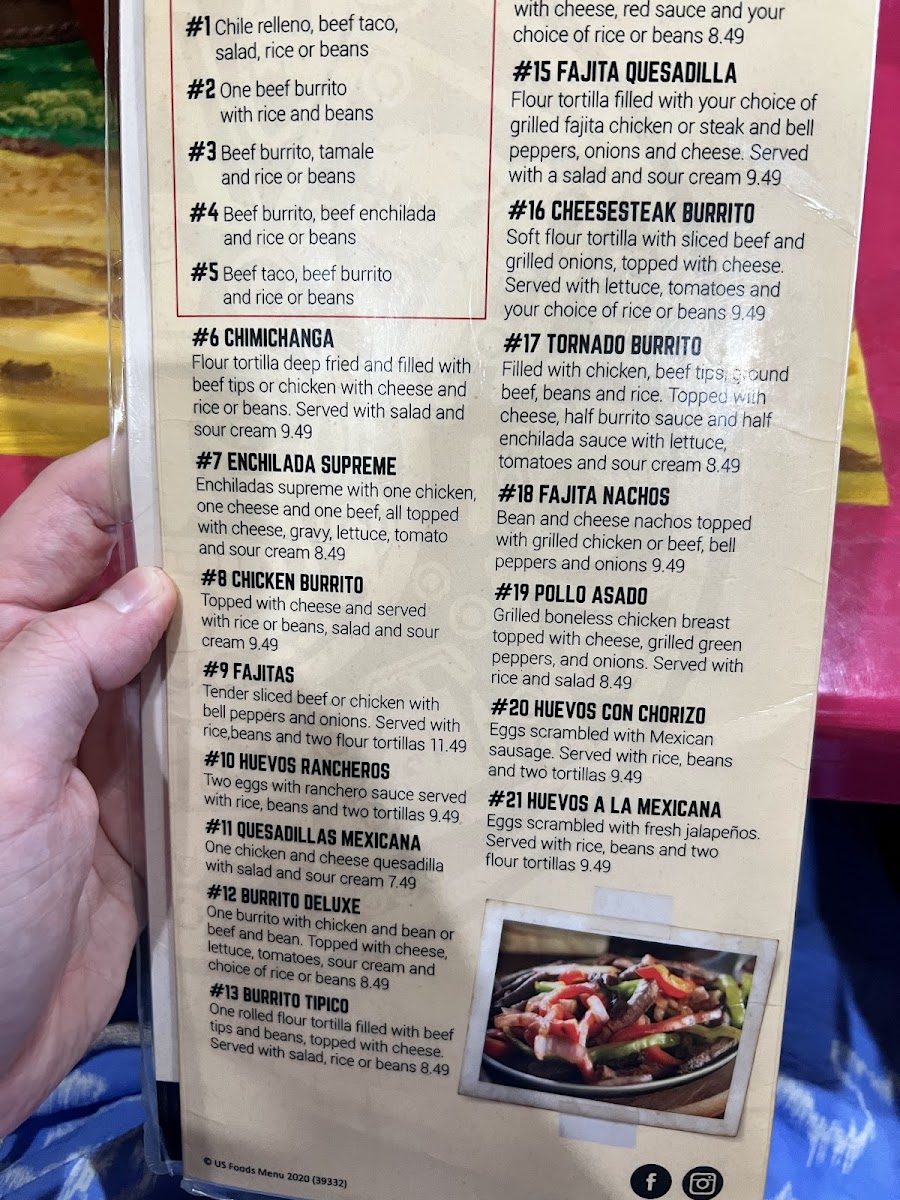 #1 Chile relleno, beef taco,
salad, rice or beans
#2 One beef burrito
with rice and beans
#3 Beef burrito, tamale
and rice or beans
#4 Beef burrito, beef enchilada
and rice or beans
#5 Beef taco, beef burrito
and rice or beans
#6 CHIMICHANGA
Flour tortilla deep fried and filled with
beef tips or chicken with cheese and
rice or beans. Served with salad and
sour cream 9.49
#7 ENCHILADA SUPREME
Enchiladas supreme with one chicken,
one cheese and one beef, all topped
with cheese, gravy, lettuce, tomato
and sour cream 8.49
#8 CHICKEN BURRITO
Topped with cheese and served
with rice or beans, salad and sour
cream 9.49
#9 FAJITAS
Tender sliced beef or chicken with
bell peppers and onions. Served with
rice,beans and two flour tortillas 11.49
#10 HUEVOS RANCHEROS
Two eggs with ranchero sauce served
with rice, beans and two tortillas 9.49
#11 QUESADILLAS MEXICANA
One chicken and cheese quesadilla
with salad and sour cream 7.49
#12 BURRITO DELUXE
One burrito with chicken and bean or
beef and bean. Topped with cheese,
lettuce, tomatoes, sour cream and
choice of rice or beans 8.49
#13 BURRITO TIPICO
One rolled flour tortilla filled with beef
tips and beans, topped with cheese.
Served with salad, rice or beans 8.49
© US Foods Menu 2020 (39332)
with cheese, red sauce and your
choice of rice or beans 8.49
#15 FAJITA QUESADILLA
Flour tortilla filled with your choice of
grilled fajita chicken or steak and bell
peppers, onions and cheese. Served
with a salad and sour cream 9.49
#16 CHEESESTEAK BURRITO
Soft flour tortilla with sliced beef and
grilled onions, topped with cheese.
Served with lettuce, tomatoes and
your choice of rice or beans 9.49
#17 TORNADO BURRITO
Filled with chicken, beef tips, ground
beef, beans and rice. Topped with
cheese, half burrito sauce and half
enchilada sauce with lettuce,
tomatoes and sour cream 8.49
#18 FAJITA NACHOS
Bean and cheese nachos topped
with grilled chicken or beef, bell
peppers and onions 9.49
#19 POLLO ASADO
Grilled boneless chicken breast
topped with cheese, grilled green
peppers, and onions. Served with
rice and salad 8.49
#20 HUEVOS CON CHORIZO
Eggs scrambled with Mexican
sausage. Served with rice, beans
and two tortillas 9.49
#21 HUEVOS A LA MEXICANA
Eggs scrambled with fresh jalapeños.
Served with rice, beans and two
flour tortillas 9.49